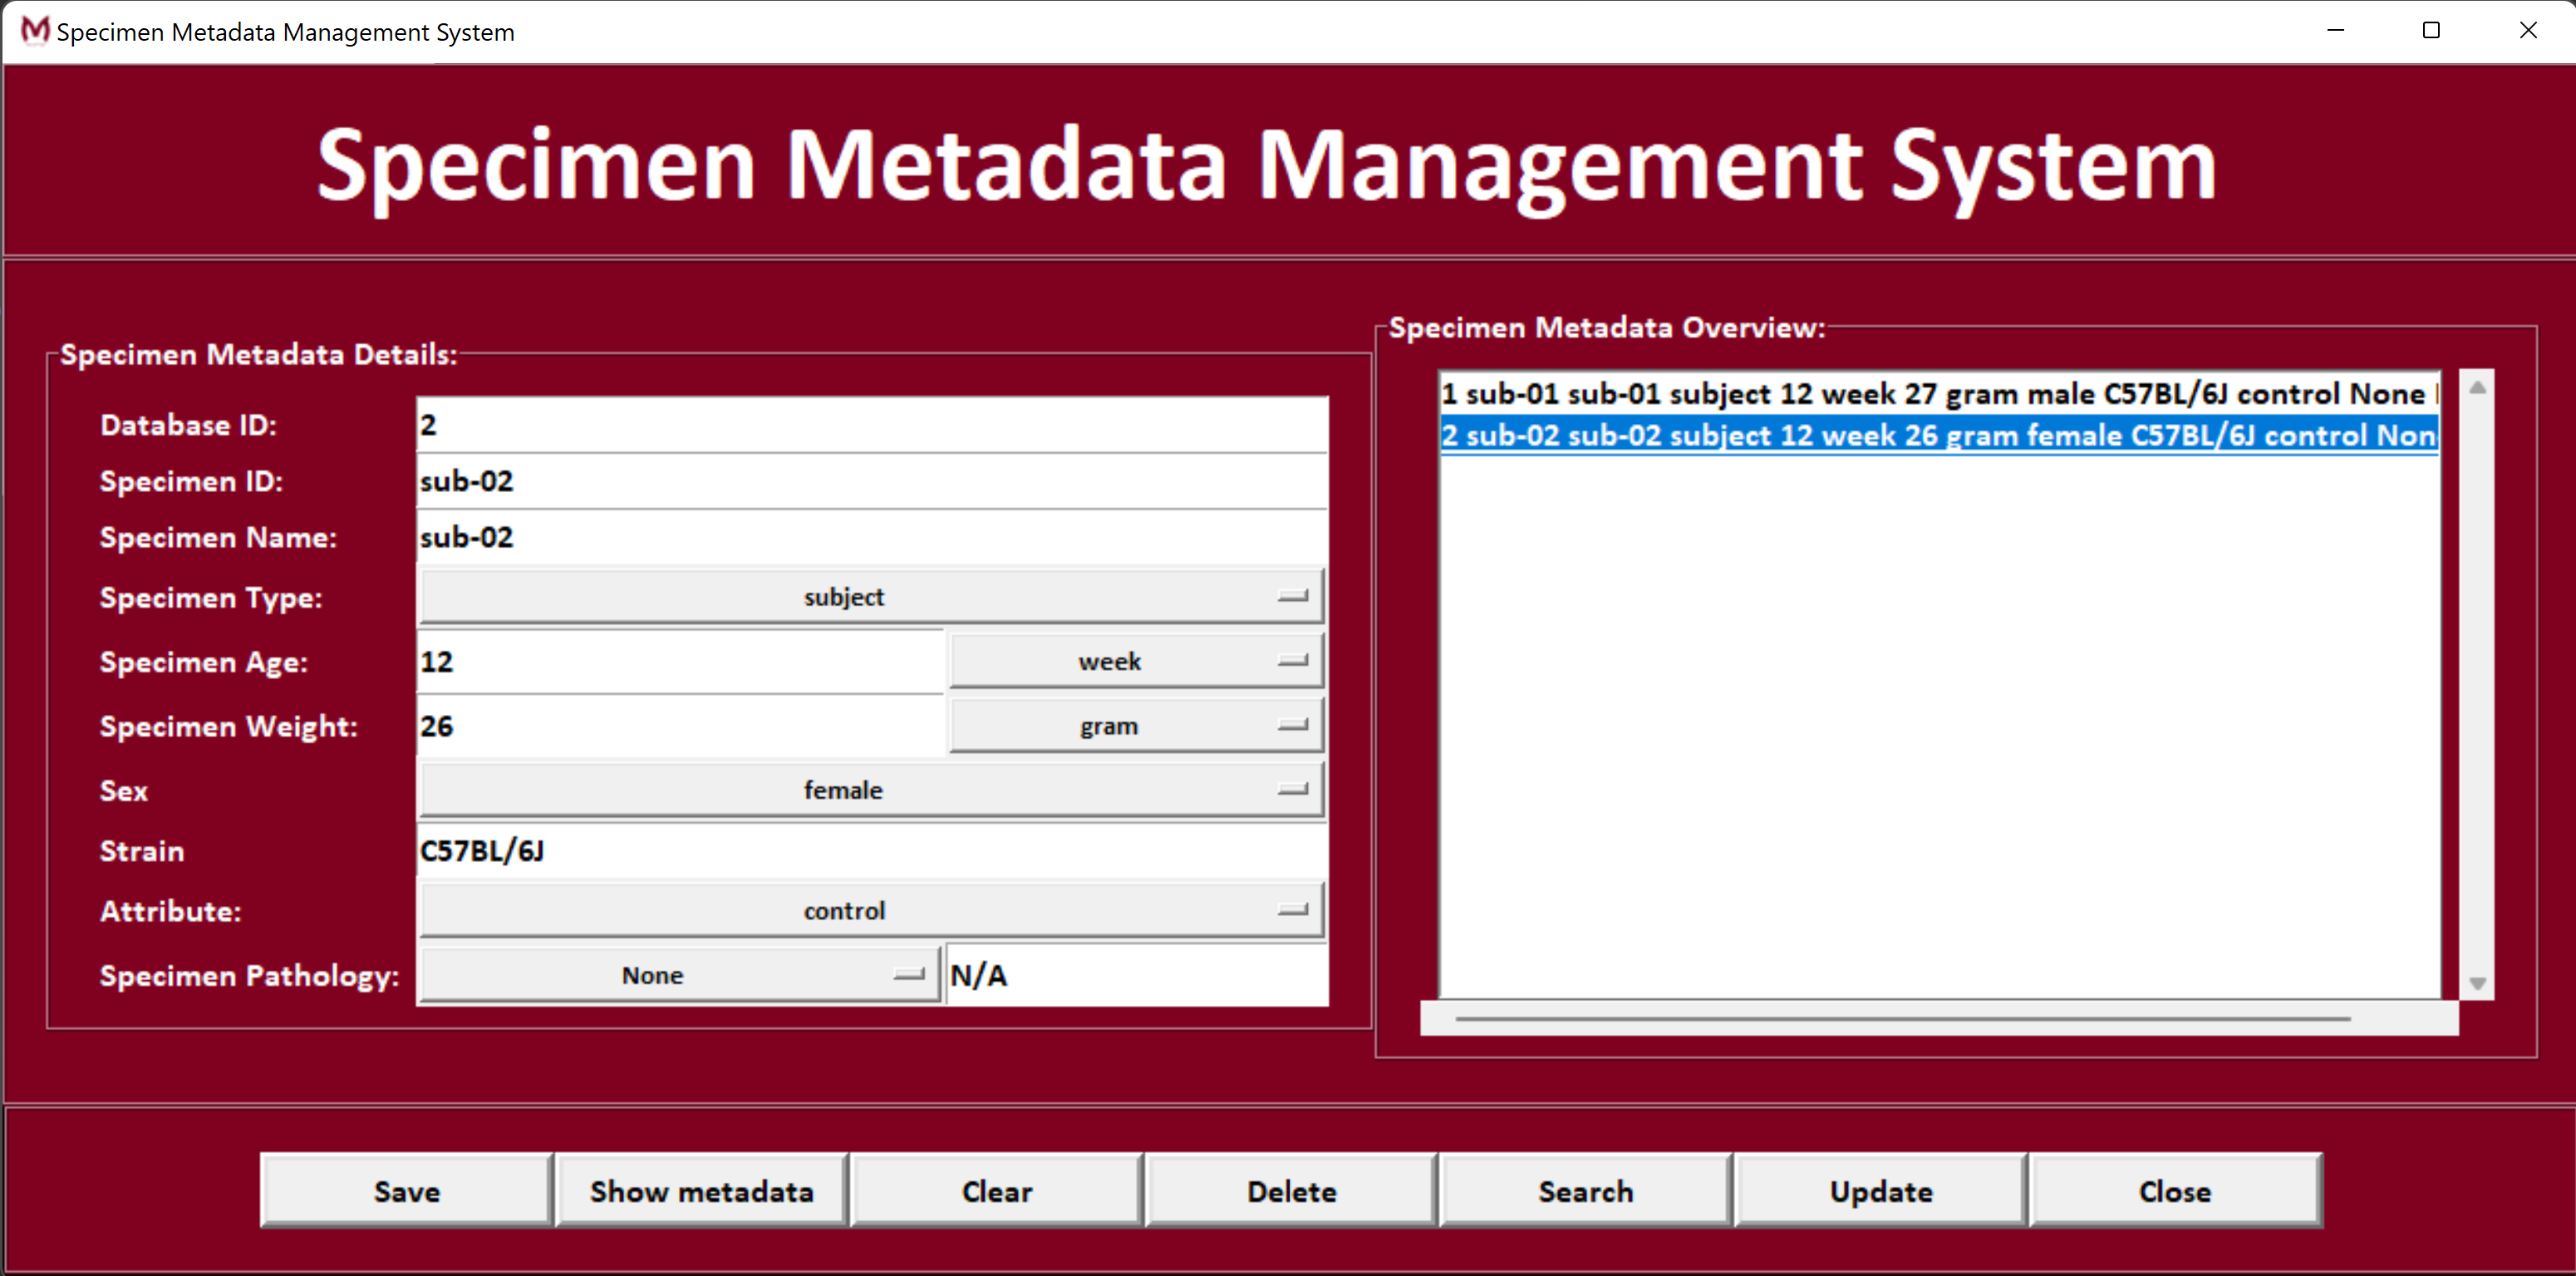 Specimen Metadata Management System
Specimen Metadata Management System
Specimen Metadata Details:
Database ID: 2
Specimen ID: sub-02
Specimen Name: sub-02
Specimen Type: subject
Specimen Age: 12 week
Specimen Weight: 26 gram
Sex female
Strain C57BL/6J
Attribute: control
Specimen Pathology: None N/A
Specimen Metadata Overview:
1 sub-01 sub-01 subject 12 week 27 gram male C57BL/6J control None
2 sub-02 sub-02 subject 12 week 26 gram female C57BL/6J control Non
Save Show metadata Clear Delete Search Update Close